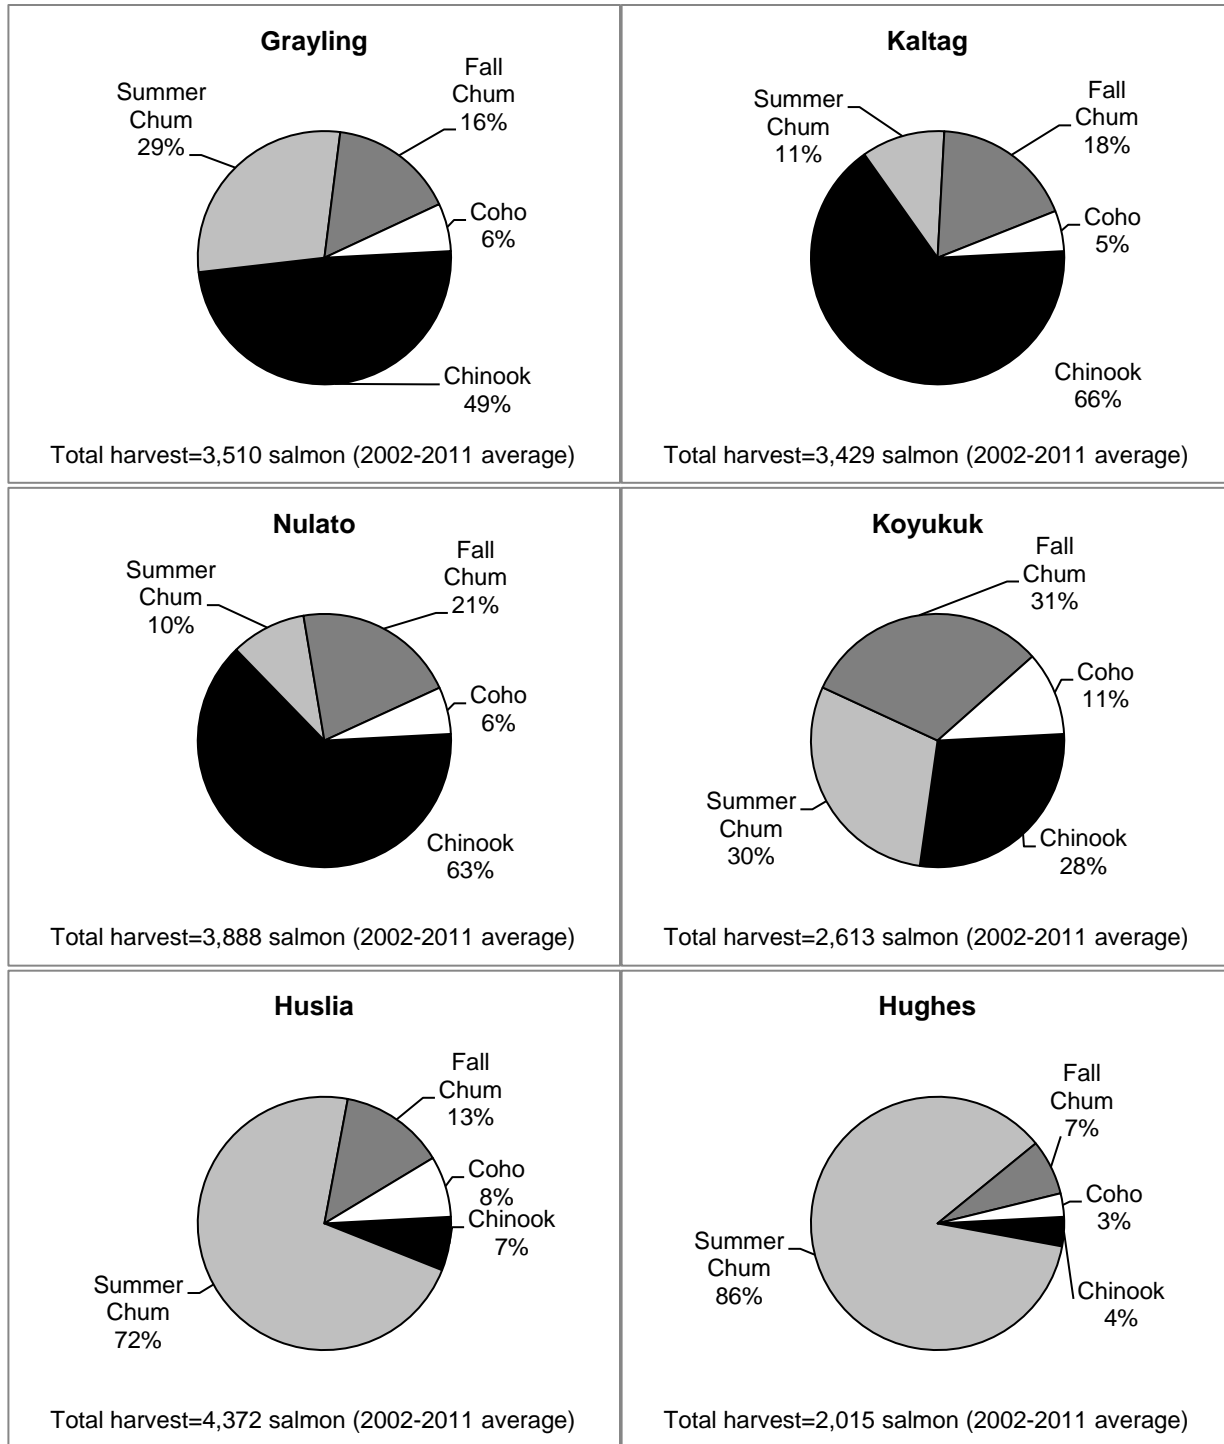 Grayling
Summer
Chum
29%
Fall
Chum
16%
Coho
6%
Chinook
49%
Total harvest=3,510 salmon (2002-2011 average)
Kaltag
Summer
Chum
11%
Fall
Chum
18%
Coho
5%
Chinook
66%
Total harvest=3,429 salmon (2002-2011 average)
Nulato
Summer
Chum
10%
Fall
Chum
21%
Coho
6%
Chinook
63%
Total harvest=3,888 salmon (2002-2011 average)
Koyukuk
Fall
Chum
31%
Coho
11%
Summer
Chum
30%
Chinook
28%
Total harvest=2,613 salmon (2002-2011 average)
Huslia
Fall
Chum
13%
Coho
8%
Chinook
7%
Summer
Chum
72%
Total harvest=4,372 salmon (2002-2011 average)
Hughes
Fall
Chum
7%
Coho
3%
Summer
Chum
86%
Chinook
4%
Total harvest=2,015 salmon (2002-2011 average)